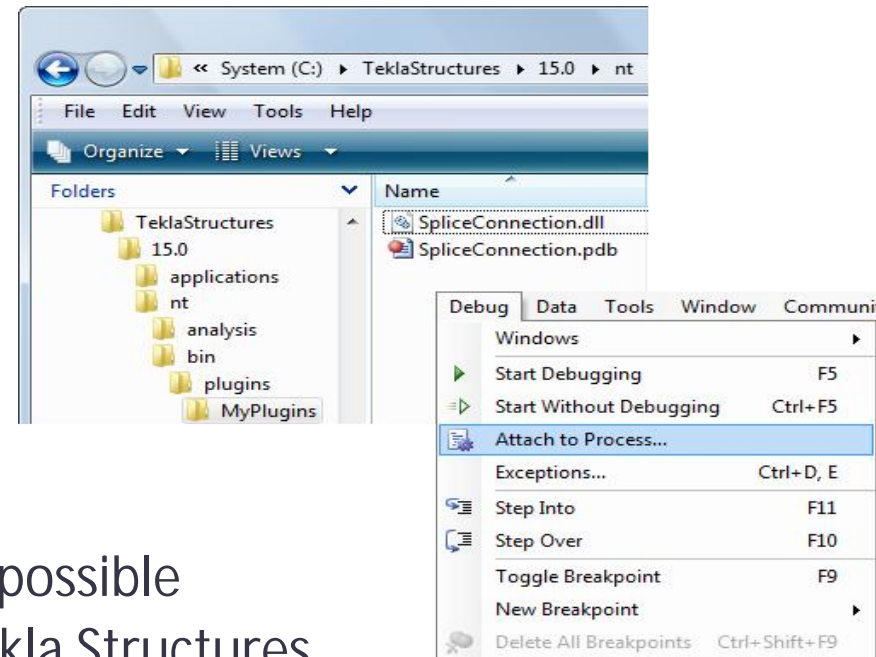 « System (C:) ▸ TeklaStructures ▸ 15.0 ▸ nt
File Edit View Tools Help
Organize Views
Folders Name
TeklaStructures SpliceConnection.dll
15.0 SpliceConnection.pdb
applications
nt
analysis
bin
plugins
MyPlugins
Debug Data Tools Window Communi
Windows
Start Debugging F5
Start Without Debugging Ctrl+F5
Attach to Process...
Exceptions... Ctrl+D, E
Step Into F11
Step Over F10
Toggle Breakpoint F9
New Breakpoint
Delete All Breakpoints Ctrl+Shift+F9
possible
kla Structures